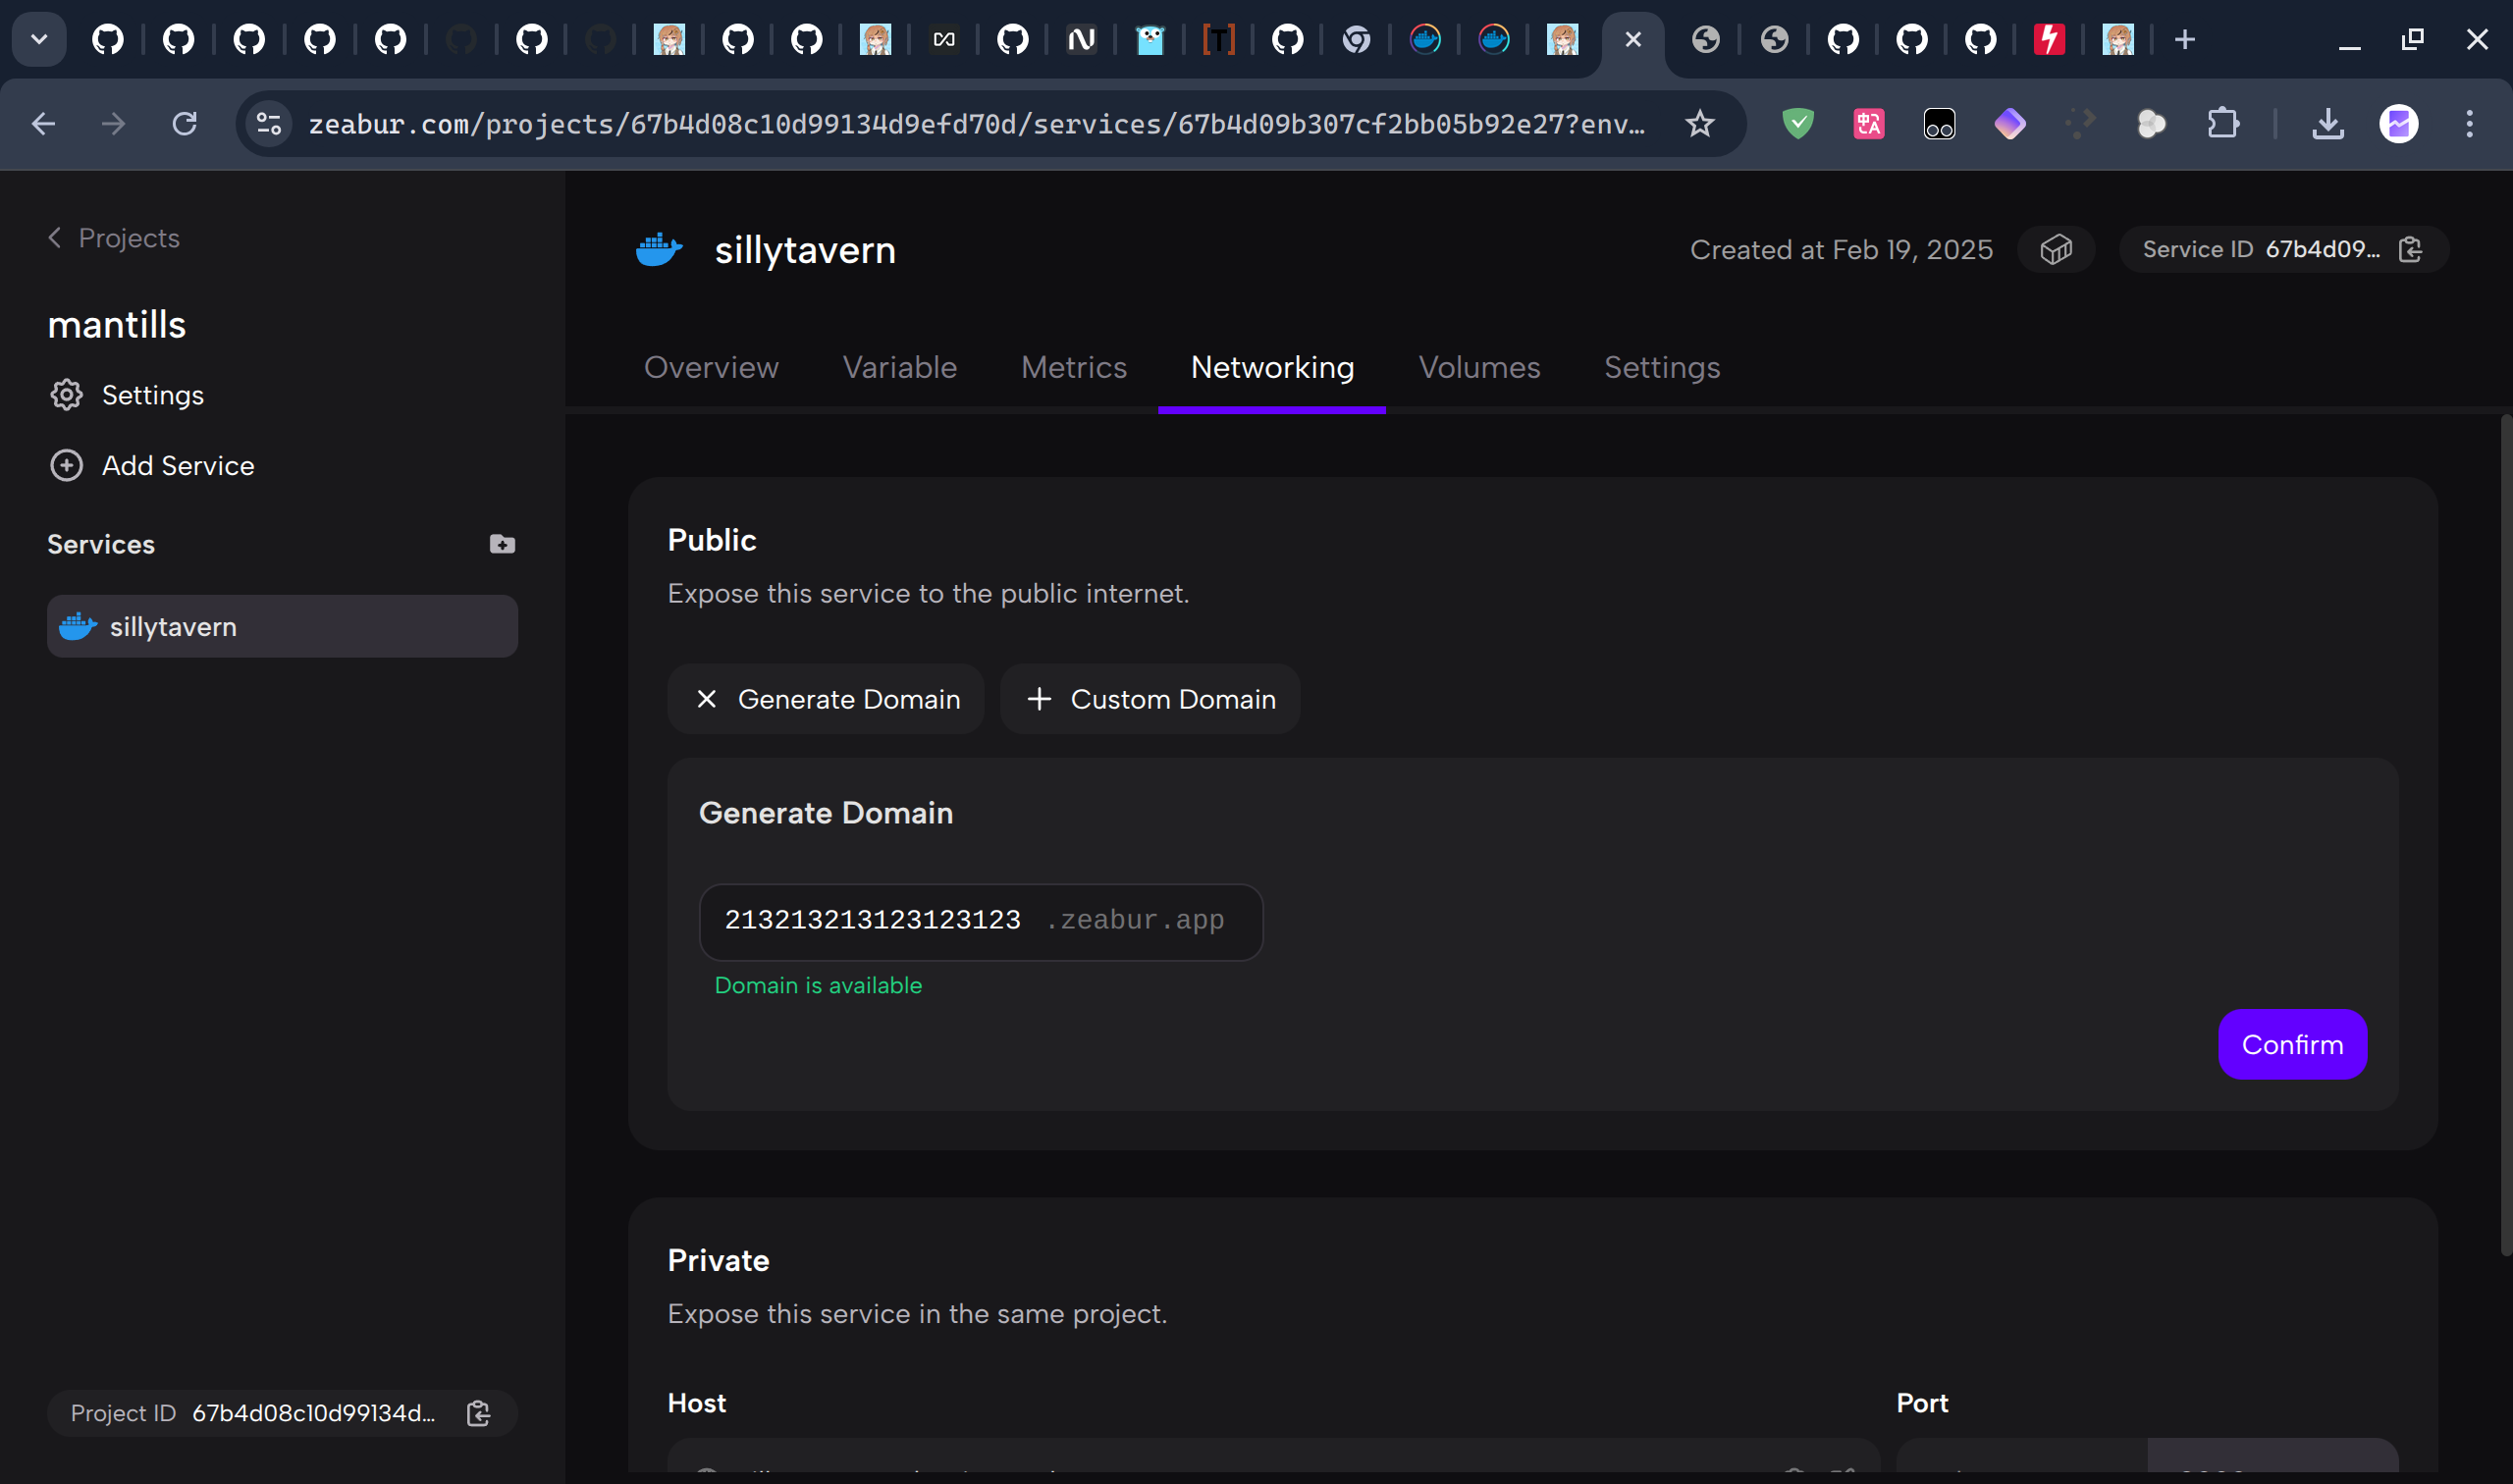 zeabur.com/projects/67b4d08c10d99134d9efd70d/services/67b4d09b307cf2bb05b92e27?env…
Projects
mantills
Settings
Add Service
Services
sillytavern
Project ID 67b4d08c10d99134d...
sillytavern
Created at Feb 19, 2025
Service ID 67b4d09...
Overview Variable Metrics Networking Volumes Settings
Public
Expose this service to the public internet.
Generate Domain Custom Domain
Generate Domain
213213213123123123 .zeabur.app
Domain is available
Confirm
Private
Expose this service in the same project.
Host Port